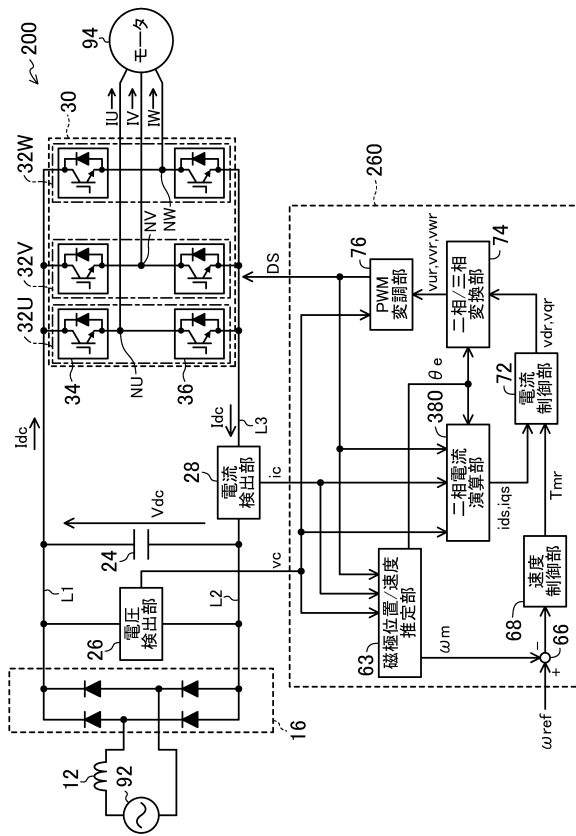 200
94
モータ
IU
IV
IW
30
32W
32V
32U
NV
NW
NU
34
36
Idc
Idc
L3
28
電流
検出部
ic
Vdc
24
vc
L1
L2
26
電圧
検出部
16
12
92
260
DS
76
PWM
変調部
vur,vvr,vwr
74
二相/三相
変換部
θe
vdr,vqr
380
二相電流
演算部
ids,iqs
72
電流
制御部
Tmr
63
磁極位置/速度
推定部
ωm
68
速度
制御部
66
-
+
ωref